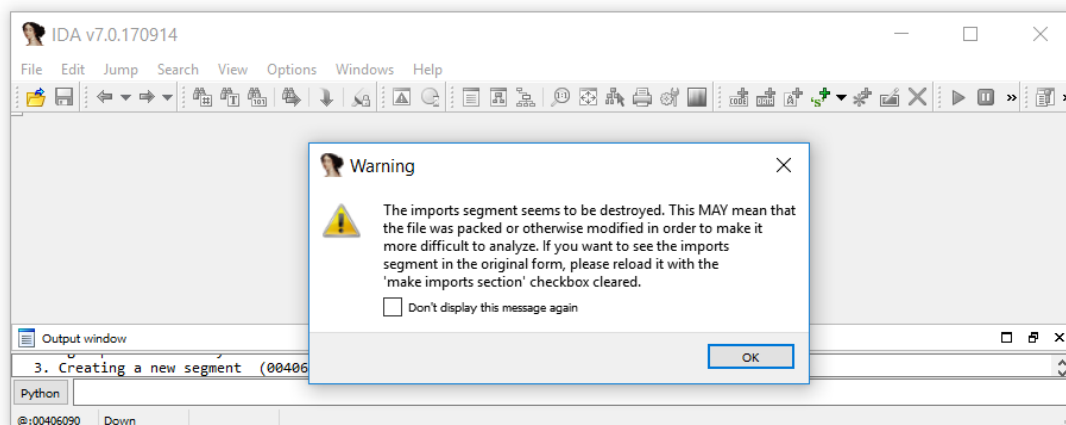 IDA v7.0.170914
File Edit Jump Search View Options Windows Help
Warning
The imports segment seems to be destroyed. This MAY mean that
the file was packed or otherwise modified in order to make it
more difficult to analyze. If you want to see the imports
segment in the original form, please reload it with the
'make imports section' checkbox cleared.
Don't display this message again
OK
Output window
3. Creating a new segment (00406
Python
@:00406090 Down